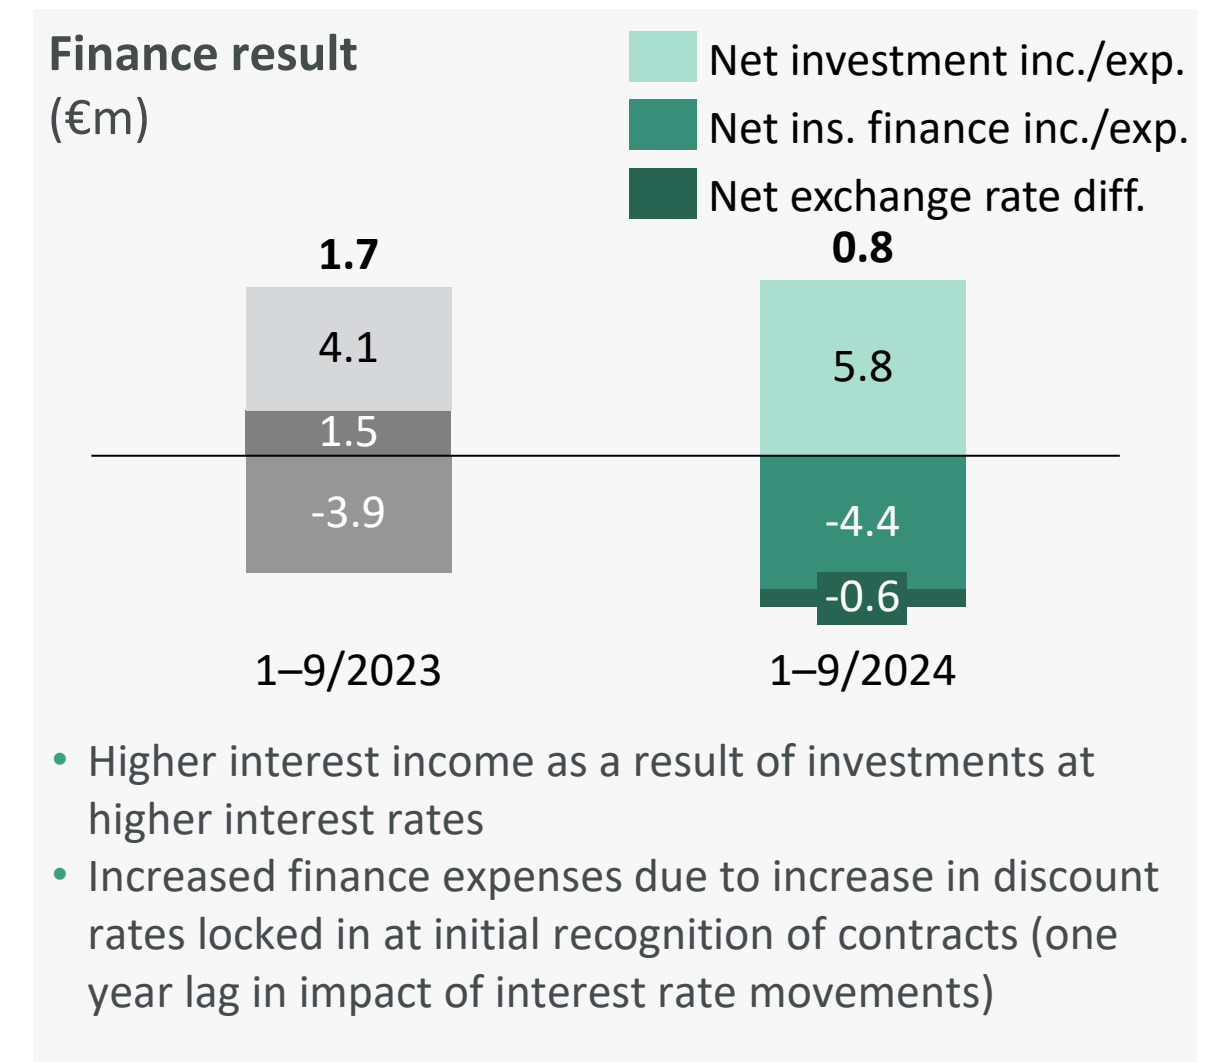 Finance result
(€m)
Net investment inc./exp.
Net ins. finance inc./exp.
Net exchange rate diff.
1.7
0.8
4.1
5.8
1.5
-3.9
-4.4
-0.6
1–9/2023
1–9/2024
• Higher interest income as a result of investments at
higher interest rates
• Increased finance expenses due to increase in discount
rates locked in at initial recognition of contracts (one
year lag in impact of interest rate movements)